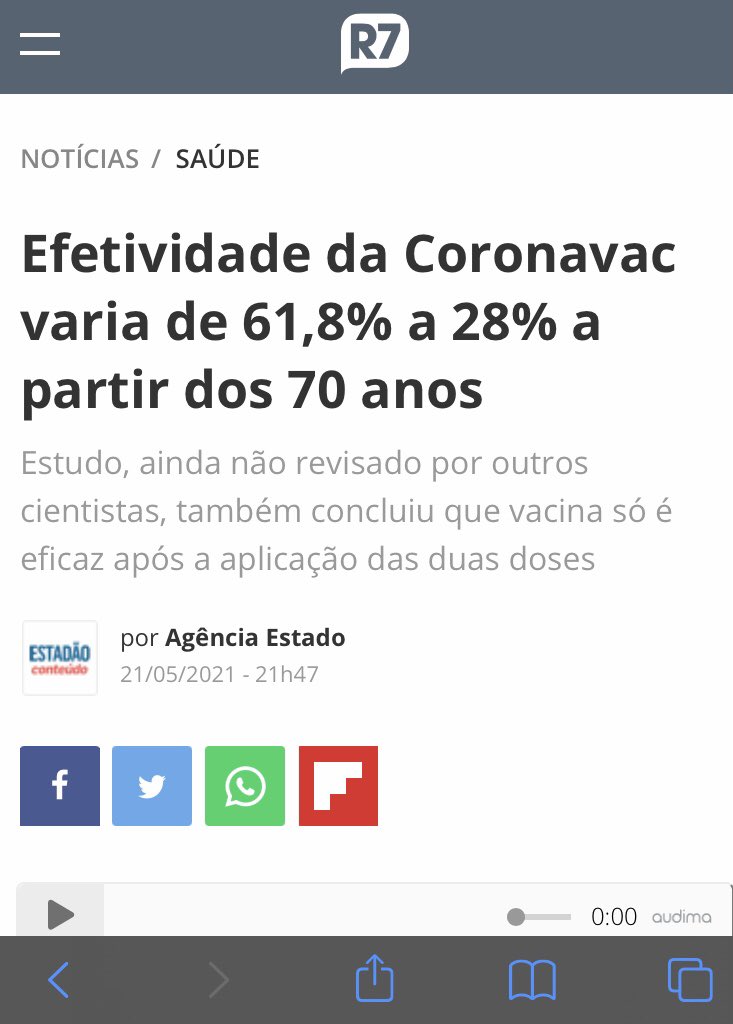 R7
NOTÍCIAS / SAÚDE
Efetividade da Coronavac
varia de 61,8% a 28% a
partir dos 70 anos
Estudo, ainda não revisado por outros
cientistas, também concluiu que vacina só é
eficaz após a aplicação das duas doses
ESTADÃO
conteúdo
por Agência Estado
21/05/2021 - 21h47
0:00 audima